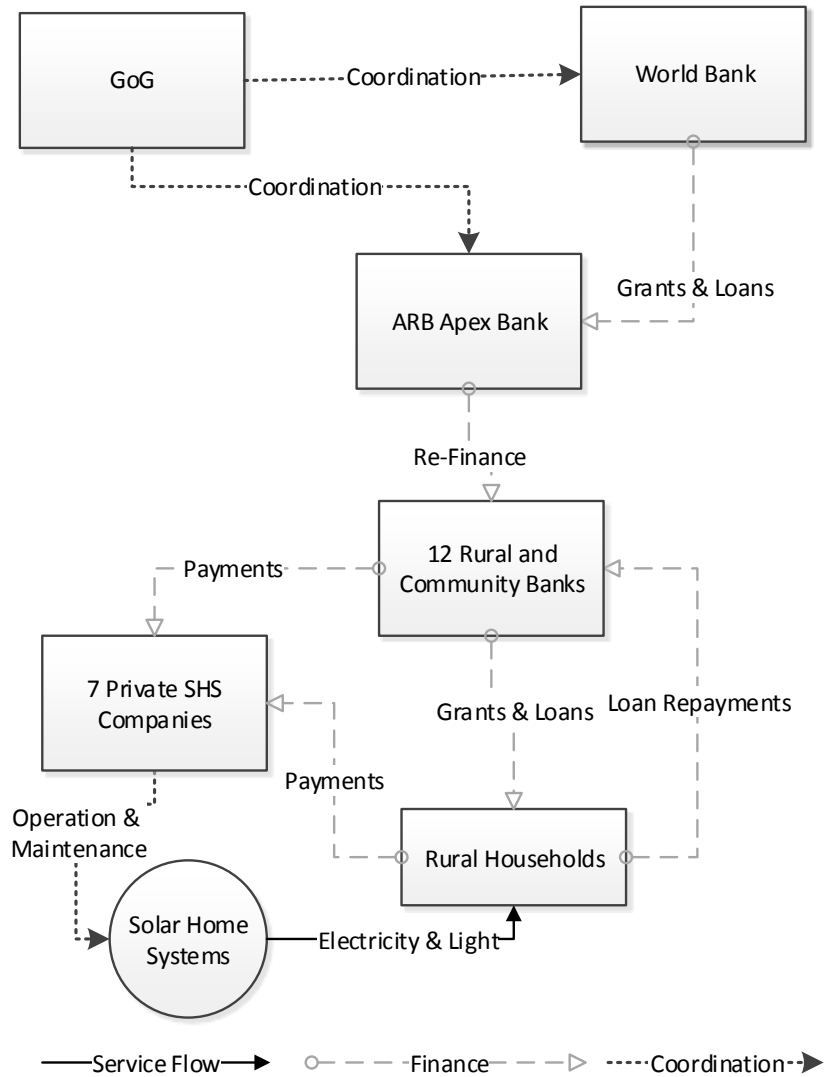 GoG
Coordination
World Bank
Coordination
Grants & Loans
ARB Apex Bank
Re-Finance
12 Rural and
Community Banks
Payments
7 Private SHS
Companies
Grants & Loans
Loan Repayments
Payments
Operation &
Maintenance
Rural Households
Solar Home
Systems
Electricity & Light
Service Flow
Finance
Coordination